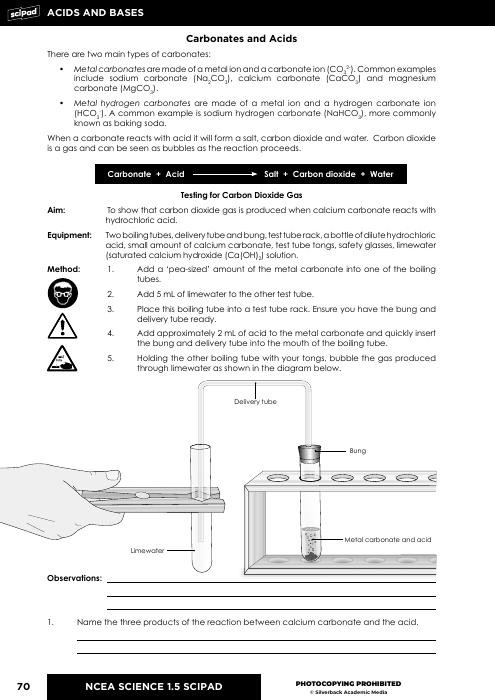 scipad ACIDS AND BASES
Carbonates and Acids
There are two main types of carbonates:
• Metal carbonates are made of a metal ion and a carbonate ion (CO₃²⁻). Common examples
include sodium carbonate (Na₂CO₃), calcium carbonate (CaCO₃) and magnesium
carbonate (MgCO₃).
• Metal hydrogen carbonates are made of a metal ion and a hydrogen carbonate ion
(HCO₃⁻). A common example is sodium hydrogen carbonate (NaHCO₃), more commonly
known as baking soda.
When a carbonate reacts with acid it will form a salt, carbon dioxide and water. Carbon dioxide
is a gas and can be seen as bubbles as the reaction proceeds.
Carbonate + Acid → Salt + Carbon dioxide + Water
Testing for Carbon Dioxide Gas
Aim: To show that carbon dioxide gas is produced when calcium carbonate reacts with
hydrochloric acid.
Equipment: Two boiling tubes, delivery tube and bung, test tube rack, a bottle of dilute hydrochloric
acid, small amount of calcium carbonate, test tube tongs, safety glasses, limewater
(saturated calcium hydroxide (Ca(OH)₂) solution.
Method: 1. Add a 'pea-sized' amount of the metal carbonate into one of the boiling
tubes.
2. Add 5 mL of limewater to the other test tube.
3. Place this boiling tube into a test tube rack. Ensure you have the bung and
delivery tube ready.
4. Add approximately 2 mL of acid to the metal carbonate and quickly insert
the bung and delivery tube into the mouth of the boiling tube.
5. Holding the other boiling tube with your tongs, bubble the gas produced
through limewater as shown in the diagram below.
Delivery tube
Bung
Metal carbonate and acid
Limewater
Observations:
1. Name the three products of the reaction between calcium carbonate and the acid.
70 NCEA SCIENCE 1.5 SCIPAD PHOTOCOPYING PROHIBITED
© Silverback Academic Media